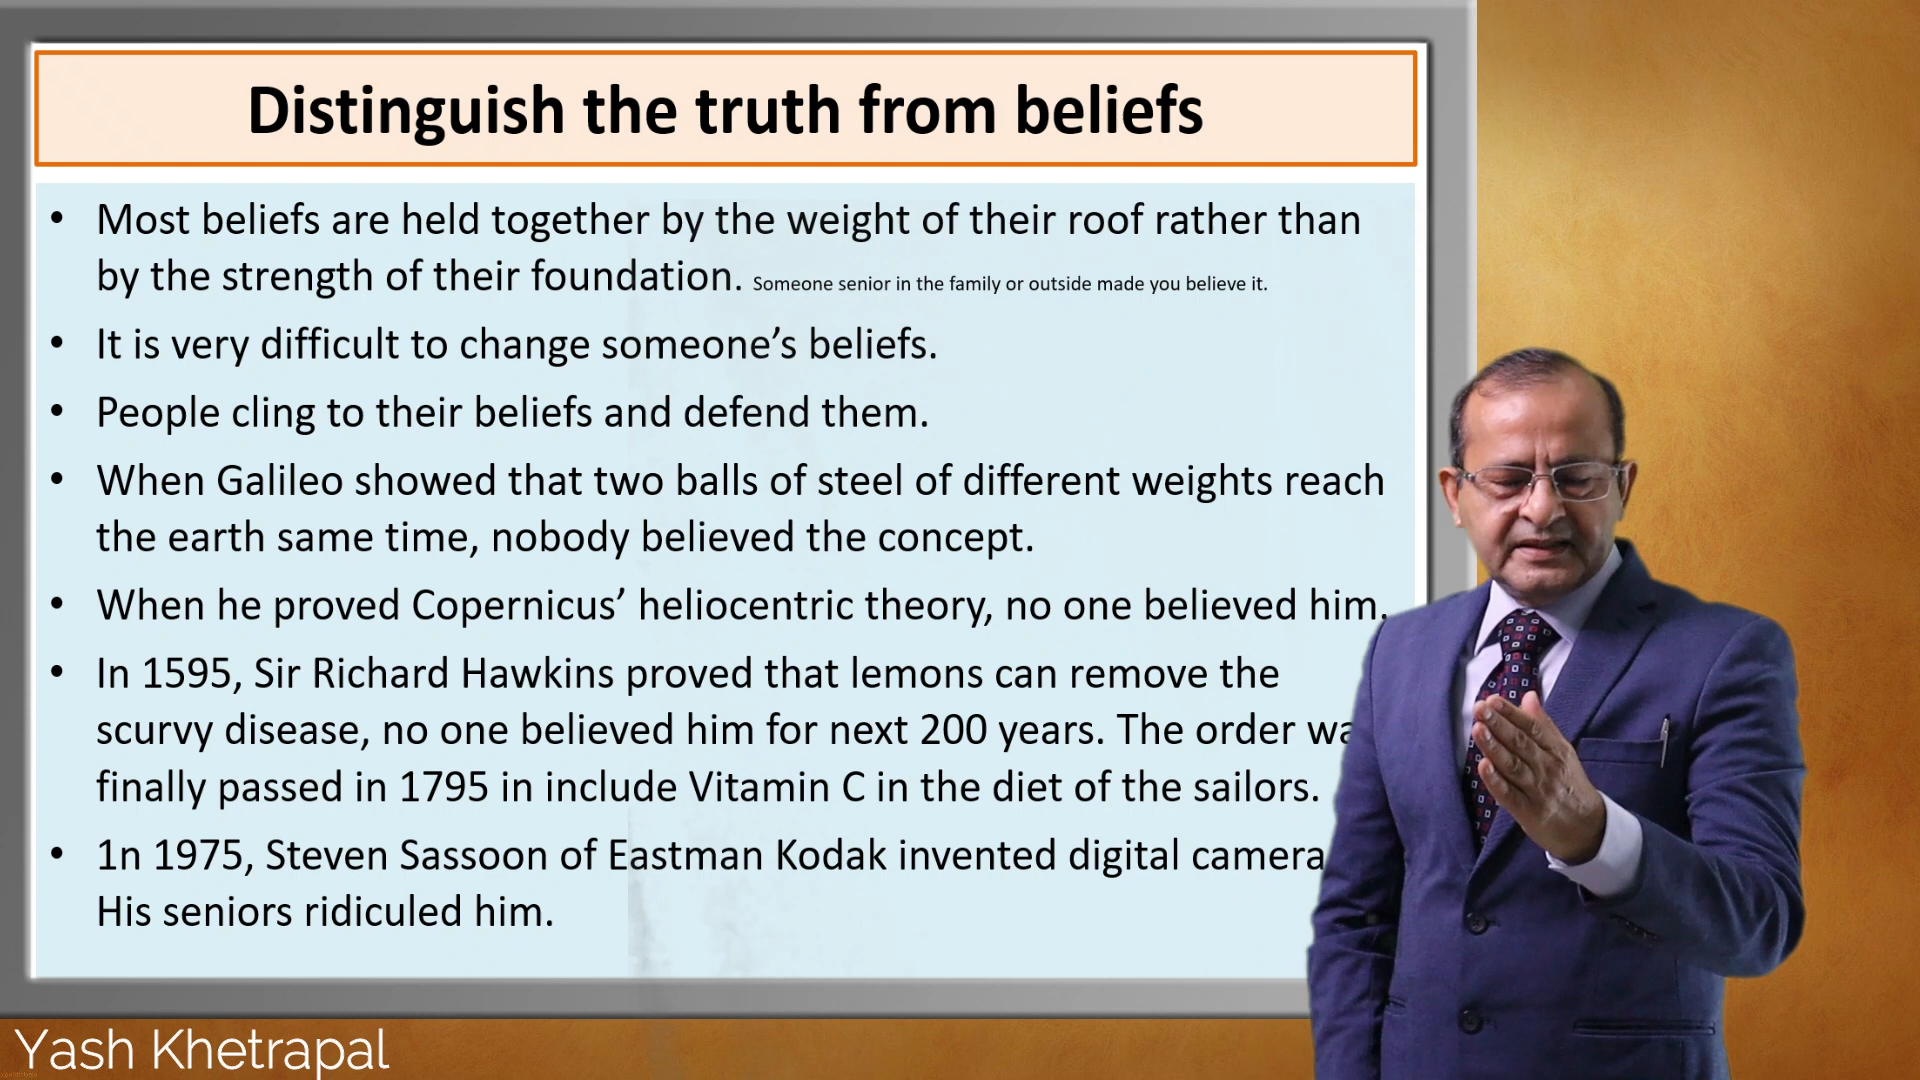 Distinguish the truth from beliefs
• Most beliefs are held together by the weight of their roof rather than
by the strength of their foundation. Someone senior in the family or outside made you believe it.
• It is very difficult to change someone’s beliefs.
• People cling to their beliefs and defend them.
• When Galileo showed that two balls of steel of different weights reach
the earth same time, nobody believed the concept.
• When he proved Copernicus’ heliocentric theory, no one believed him.
• In 1595, Sir Richard Hawkins proved that lemons can remove the
scurvy disease, no one believed him for next 200 years. The order
finally passed in 1795 in include Vitamin C in the diet of the sailors.
• 1n 1975, Steven Sassoon of Eastman Kodak invented digital camera
His seniors ridiculed him.
Yash Khetrapal